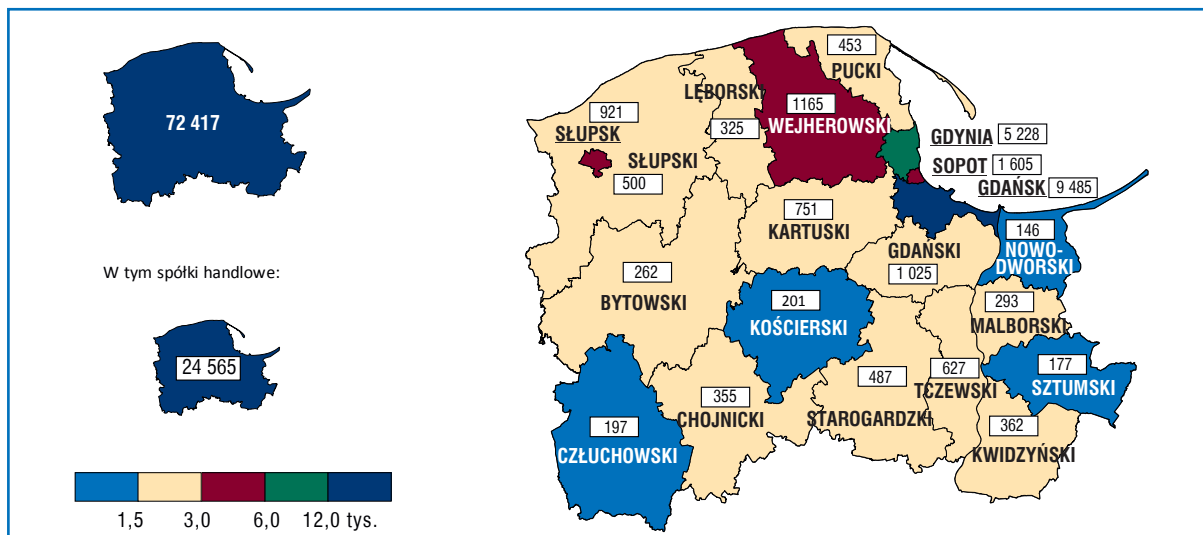 72 417
W tym spółki handlowe:
24 565
1,5 3,0 6,0 12,0 tys.
453
PUCKI
LĘBORSKI
325
1165
WEJHEROWSKI
921
SŁUPSK
SŁUPSKI
500
GDYNIA 5 228
SOPOT 1 605
GDAŃSK 9 485
751
KARTUSKI
GDAŃSKI
1 025
146
NOWO-
DWORSKI
262
BYTOWSKI
201
KOŚCIERSKI
293
MALBORSKI
177
SZTUMSKI
627
TCZEWSKI
487
STAROGARDZKI
355
CHOJNICKI
362
KWIDZYŃSKI
197
CZŁUCHOWSKI